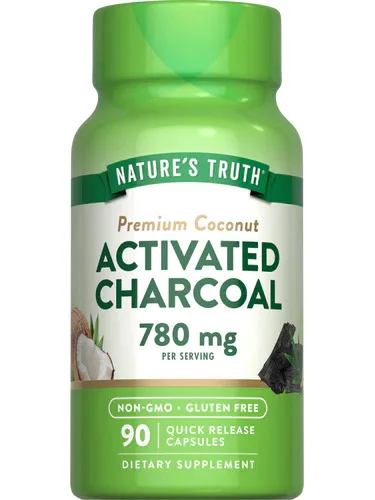 NATURE'S TRUTH®
Premium Coconut
ACTIVATED
CHARCOAL
780 mg
PER SERVING
NON-GMO • GLUTEN FREE
90 QUICK RELEASE
CAPSULES
DIETARY SUPPLEMENT